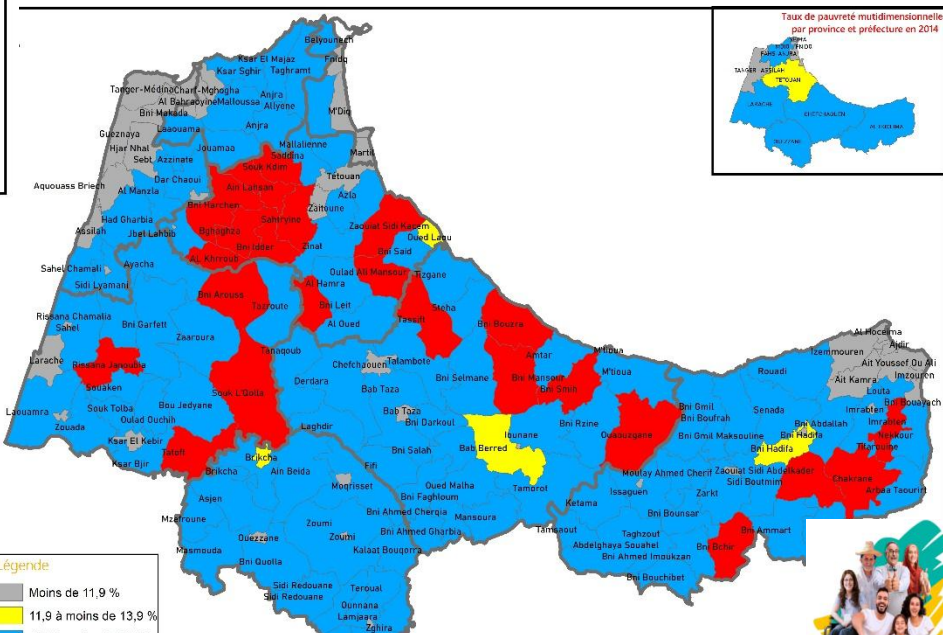 Taux de pauvreté mutidimensionnelle
par province et préfecture en 2014
TANGER ASSILAH
TETOUAN
LARACHE
Belyounech
Ksar El Majaz
Fnidq
Ksar Sghir
Taghramt
Tanger-Médina
Charf-Mghogha
Al Bahraoyine
Malloussa
Anjra
Allyene
M'Diq
Bni Makada
Laaouama
Anjra
Gueznaya
Jouamaa
Mallalienne
Hjar Nhal
Saddina
Martil
Sebt Azzinate
Souk Kdim
Tétouan
Dar Chaoui
Ain Lahsan
Azla
Aquouass Briech
Al Manzla
Bni Harchen
Zaitoune
Had Gharbia
Bghaghza
Sahtryine
Zaouiat Sidi Kacem
Assilah
Jbel Lahbib
Bni Idder
Zinat
Bni Said
Oued Laou
Sahel Chamali
Ayacha
AL Khrroub
Oulad Ali Mansour
Tizgane
Sidi Lyamani
Bni Arouss
Al Hamra
Tazroute
Bni Leit
Steha
Rissana Chamalia
Bni Garfett
Al Oued
Tassift
Bni Bouzra
Sahel
Zaaroura
Larache
Tanaqoub
Talambote
Amtar
M'tioua
Rissana Janoubia
Chefchaouen
Souaken
Souk L'Qolla
Derdara
Bab Taza
Bni Selmane
Bni Mansour
Bni Smih
M'tioua
Souk Tolba
Bou Jedyane
Laouamra
Oulad Ouchih
Bab Taza
Bni Darkout
Bni Rzine
Ouaouzgane
Zouada
Ksar El Kebir
Laghdir
Iounane
Ksar Bjir
Tatoft
Brikcha
Bni Salah
Bab Berred
Brikcha
Ain Beida
Fifi
Asjen
Moqrisset
Oued Malha
Tamorot
Ketama
Bni Faghloum
Mzefroune
Zoumi
Bni Ahmed Cherqia
Mansoura
Tamsaout
Ouezzane
Zoumi
Bni Ahmed Gharbia
Masmouda
Kalaat Bouqorra
Bni Quolla
Sidi Redouane
Teroual
Sidi Redouane
Ounnana
Lamjaara
Zghira
Al Hoceima
Izemmouren
Ajdir
Rouadi
Ait Youssef Ou Ali
Ait Kamra
Imzouren
Louta
Bni Gmil
Senada
Bni Bouayach
Bni Boufrah
Imrabten
Bni Abdallah
Imrabten
Bni Gmil Maksouline
Bni Hadifa
Nekkour
Bni Hadifa
Tifarouine
Moulay Ahmed Cherif
Zaouiat Sidi Abdelkader
Sidi Boutmim
Chakrane
Issaguen
Zarkt
Arbaa Taourirt
Bni Bounsar
Taghzout
Bni Ammart
Abdelghaya Souahel
Bni Bchir
Bni Ahmed Imoukzan
Bni Bouchibet
Légende
Moins de 11,9 %
11,9 à moins de 13,9 %